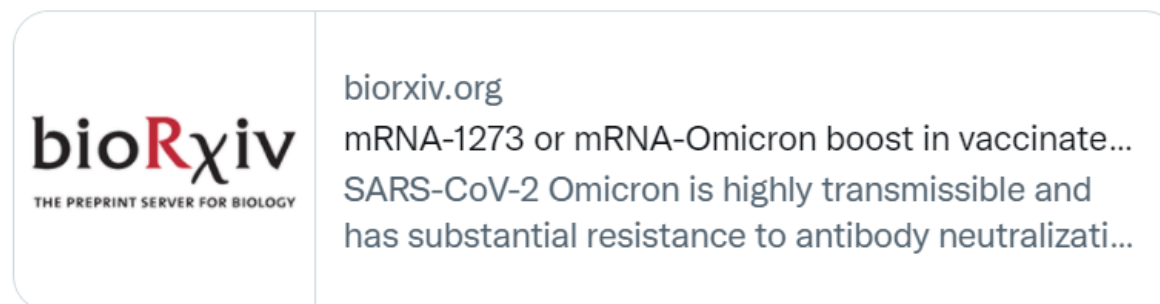 bioRxiv
THE PREPRINT SERVER FOR BIOLOGY
biorxiv.org
mRNA-1273 or mRNA-Omicron boost in vaccinate...
SARS-CoV-2 Omicron is highly transmissible and
has substantial resistance to antibody neutralizati...